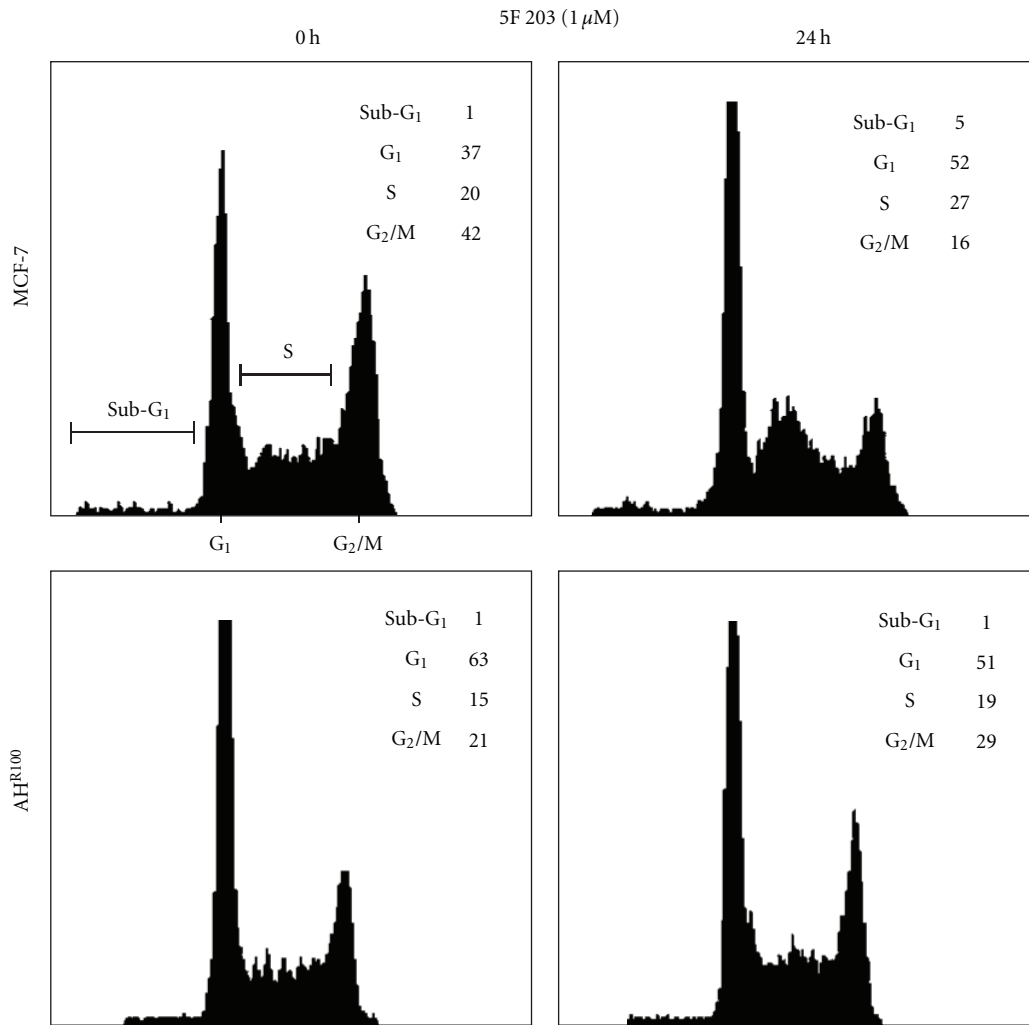 5F 203 (1 μM)
0 h
24 h
MCF-7
Sub-G₁ 1
G₁ 37
S 20
G₂/M 42
S
Sub-G₁
G₁
G₂/M
Sub-G₁ 5
G₁ 52
S 27
G₂/M 16
AHᴿ¹⁰⁰
Sub-G₁ 1
G₁ 63
S 15
G₂/M 21
Sub-G₁ 1
G₁ 51
S 19
G₂/M 29